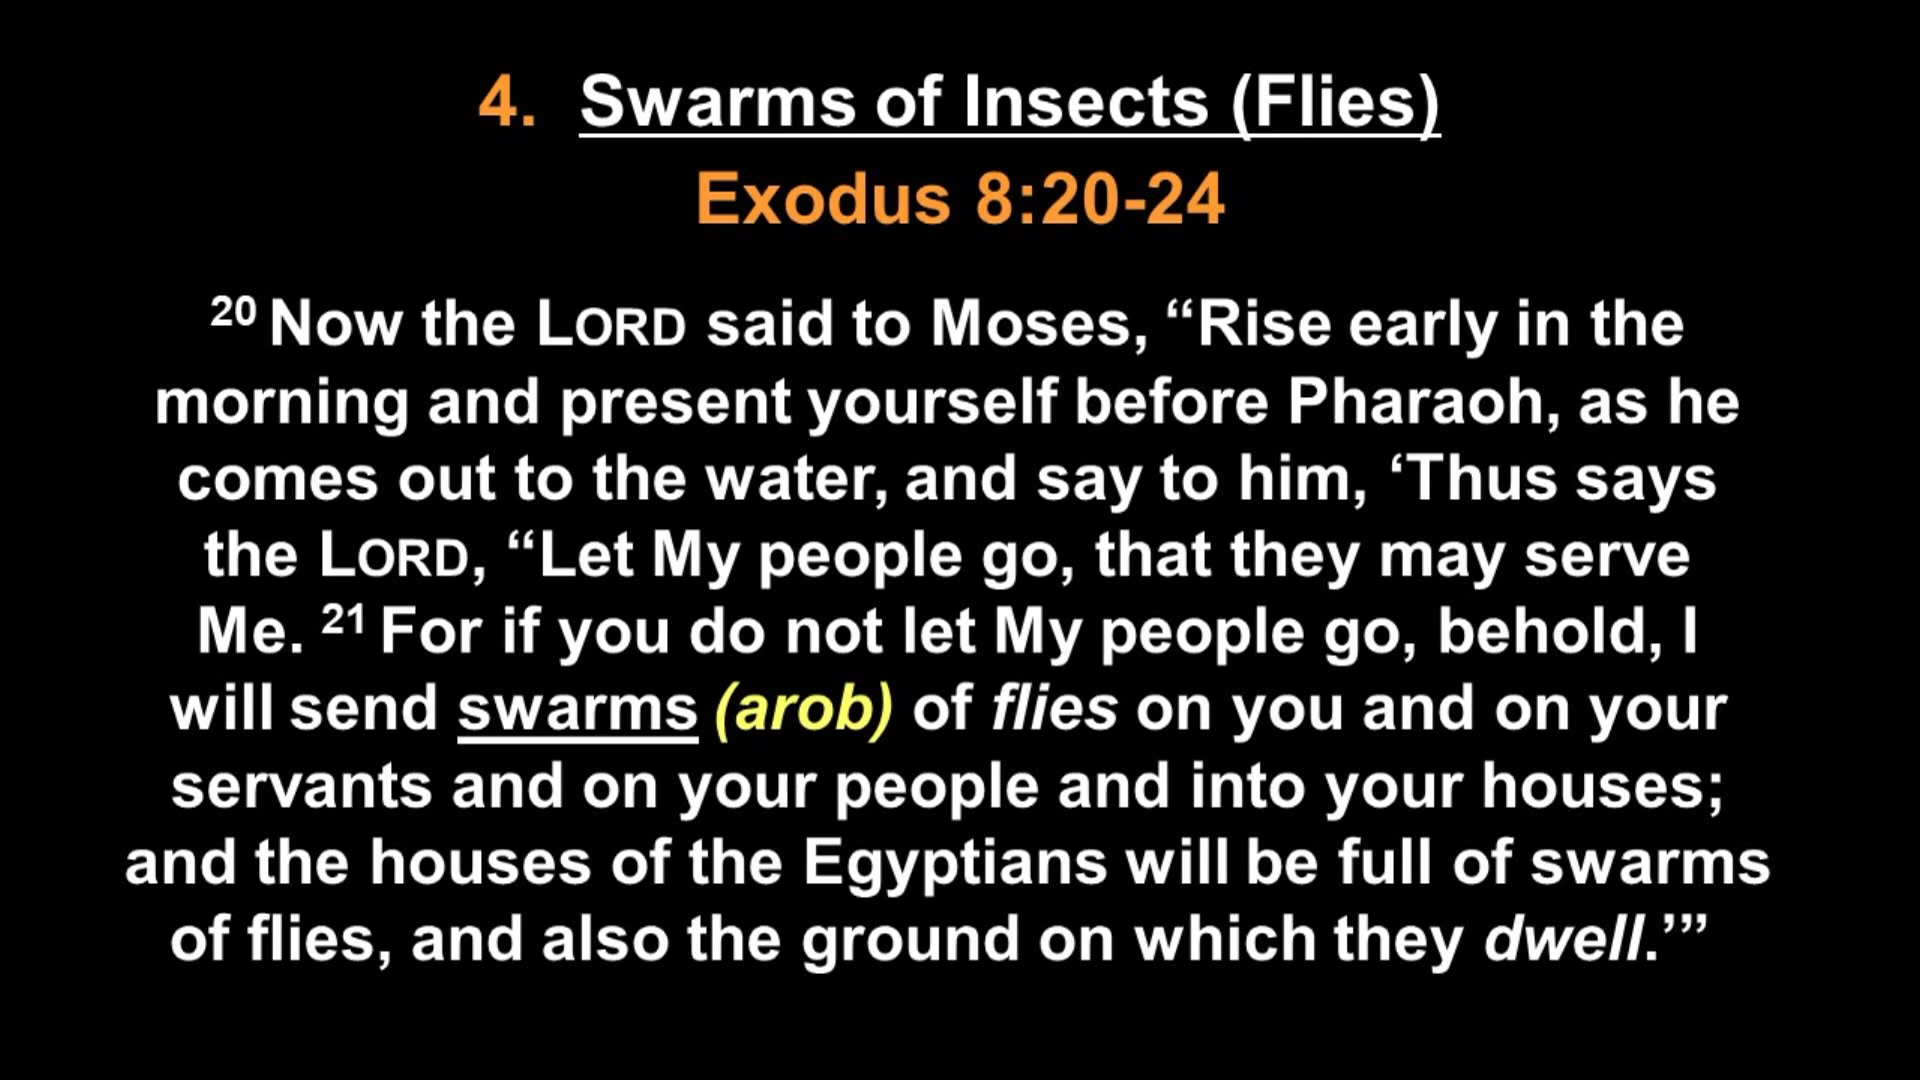 4. Swarms of Insects (Flies)
Exodus 8:20-24
20 Now the LORD said to Moses, “Rise early in the
morning and present yourself before Pharaoh, as he
comes out to the water, and say to him, ‘Thus says
the LORD, “Let My people go, that they may serve
Me. 21 For if you do not let My people go, behold, I
will send swarms (arob) of flies on you and on your
servants and on your people and into your houses;
and the houses of the Egyptians will be full of swarms
of flies, and also the ground on which they dwell.’”